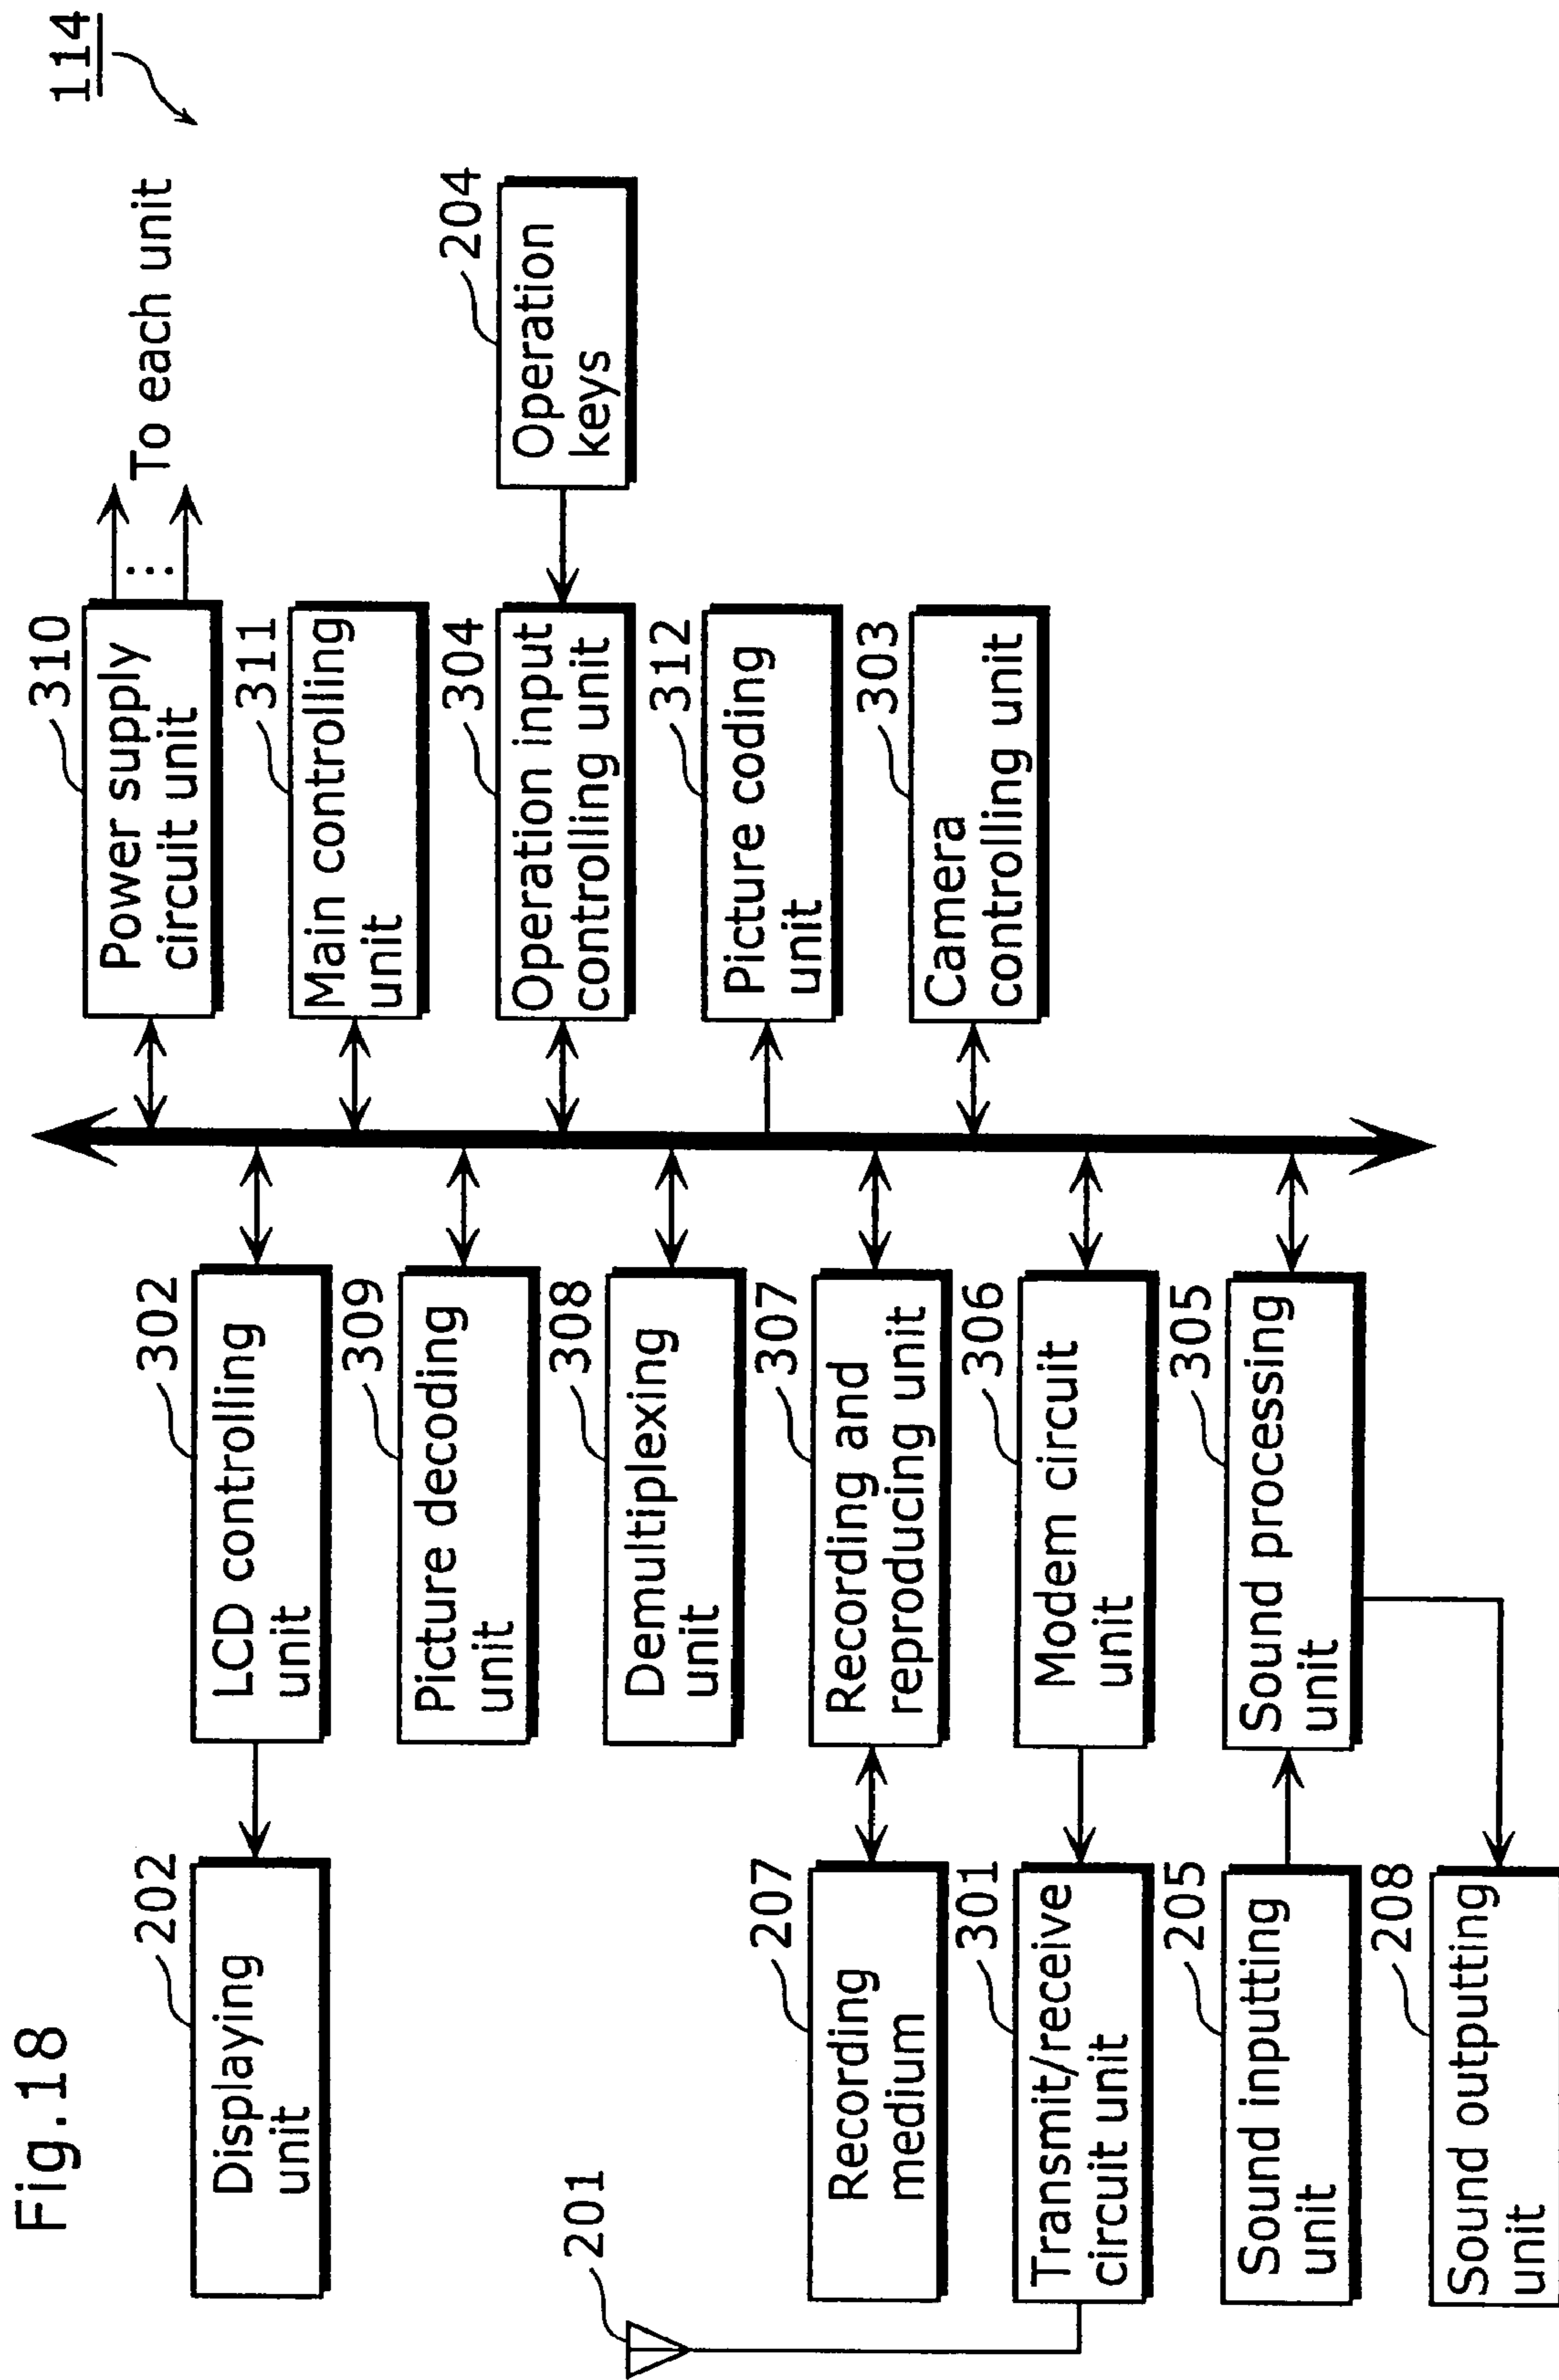 Fig.18
114
202
Displaying
unit
302
LCD controlling
unit
310
Power supply
circuit unit
To each unit
309
Picture decoding
unit
311
Main controlling
unit
308
Demultiplexing
unit
304
Operation input
controlling unit
204
Operation
keys
201
207
Recording
medium
307
Recording and
reproducing unit
312
Picture coding
unit
301
Transmit/receive
circuit unit
306
Modem circuit
unit
303
Camera
controlling unit
205
Sound inputting
unit
305
Sound processing
unit
208
Sound outputting
unit